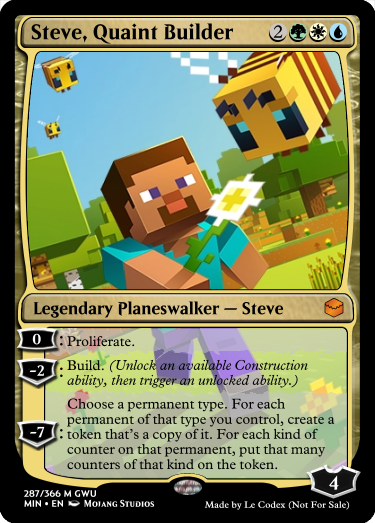 Steve, Quaint Builder 2
Legendary Planeswalker — Steve
0: Proliferate.
-2: Build. (Unlock an available Construction
ability, then trigger an unlocked ability.)
Choose a permanent type. For each
permanent of that type you control, create a
-7: token that's a copy of it. For each kind of
counter on that permanent, put that many
counters of that kind on the token.
4
287/366 M GWU
MIN • EN Mojang Studios
Made by Le Codex (Not For Sale)